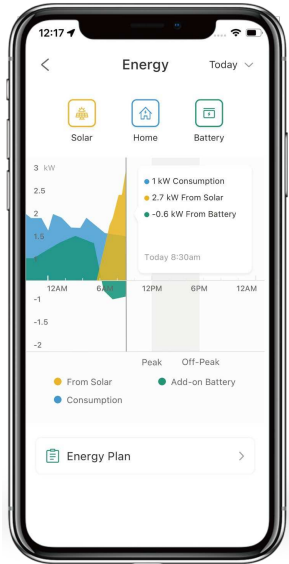 12:17
Energy
Today
Solar
Home
Battery
3 kW
2.5
2
1.5
1 kW Consumption
2.7 kW From Solar
-0.6 kW From Battery
Today 8:30am
12AM
6AM
12PM
6PM
12AM
-1
-1.5
-2
Peak
Off-Peak
From Solar
Add-on Battery
Consumption
Energy Plan